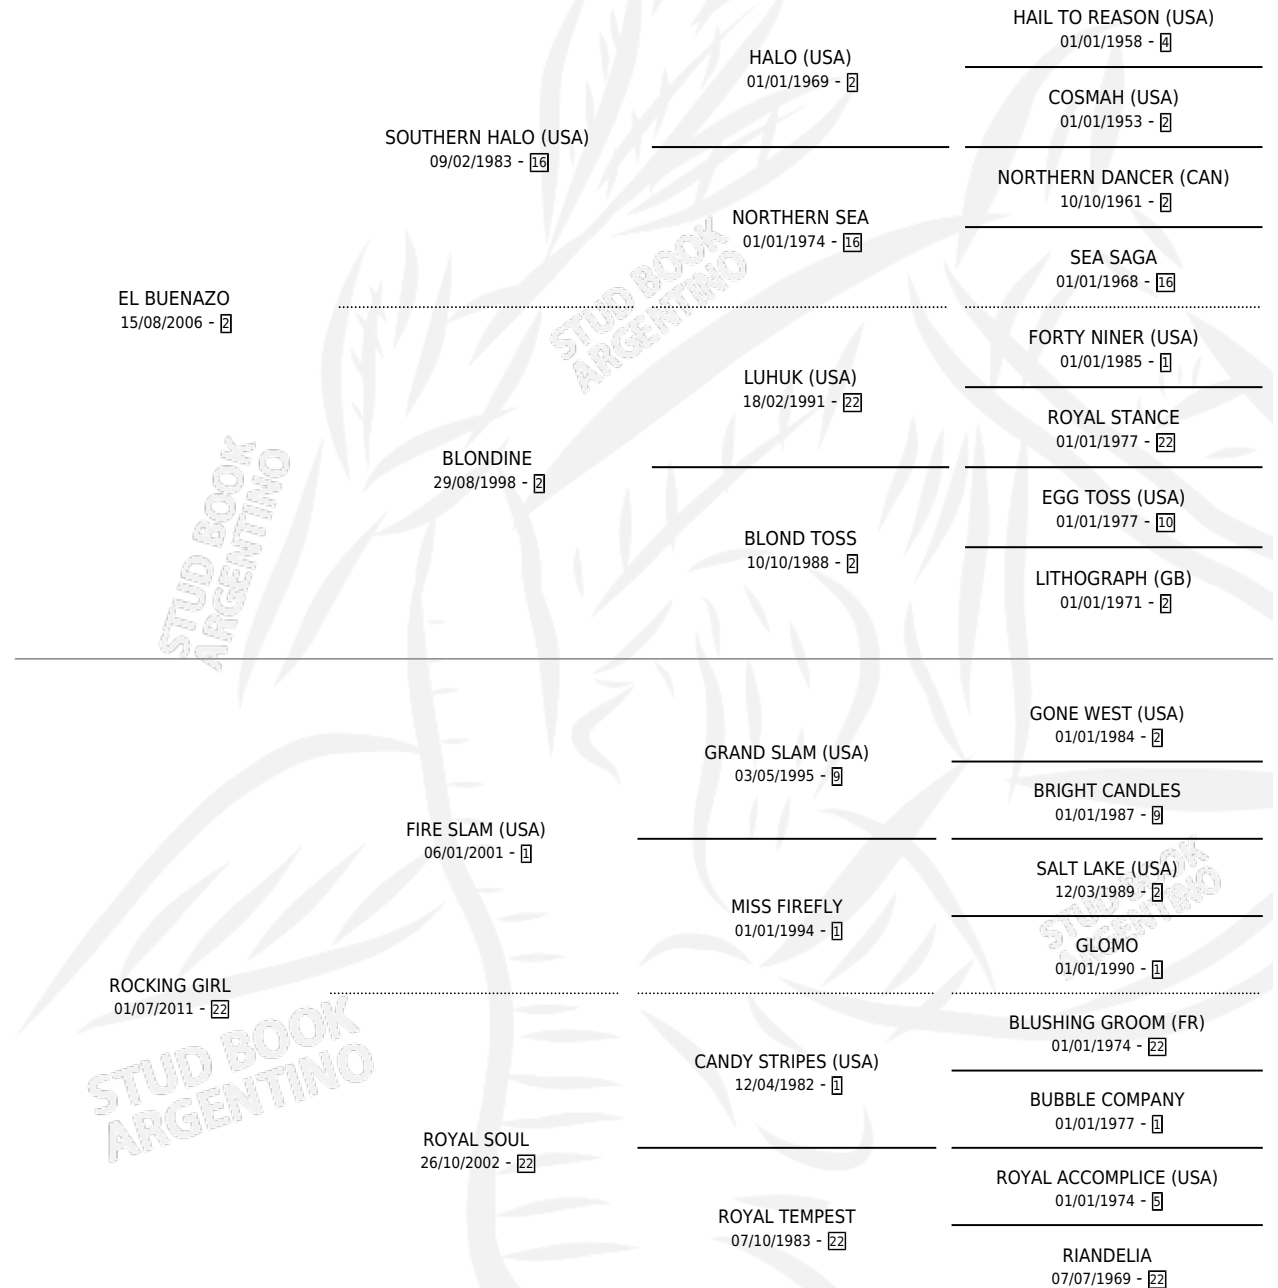 HAIL TO REASON (USA)
01/01/1958 - 4
HALO (USA)
01/01/1969 - 2
COSMAH (USA)
01/01/1953 - 2
SOUTHERN HALO (USA)
09/02/1983 - 16
NORTHERN DANCER (CAN)
10/10/1961 - 2
NORTHERN SEA
01/01/1974 - 16
SEA SAGA
01/01/1968 - 16
EL BUENAZO
15/08/2006 - 2
FORTY NINER (USA)
01/01/1985 - 1
LUHUK (USA)
18/02/1991 - 22
ROYAL STANCE
01/01/1977 - 22
BLONDINE
29/08/1998 - 2
EGG TOSS (USA)
01/01/1977 - 10
BLOND TOSS
10/10/1988 - 2
LITHOGRAPH (GB)
01/01/1971 - 2
GONE WEST (USA)
01/01/1984 - 2
GRAND SLAM (USA)
03/05/1995 - 9
BRIGHT CANDLES
01/01/1987 - 9
FIRE SLAM (USA)
06/01/2001 - 1
SALT LAKE (USA)
12/03/1989 - 2
MISS FIREFLY
01/01/1994 - 1
GLOMO
01/01/1990 - 1
ROCKING GIRL
01/07/2011 - 22
BLUSHING GROOM (FR)
01/01/1974 - 22
CANDY STRIPES (USA)
12/04/1982 - 1
BUBBLE COMPANY
01/01/1977 - 1
ROYAL SOUL
26/10/2002 - 22
ROYAL ACCOMPLICE (USA)
01/01/1974 - 5
ROYAL TEMPEST
07/10/1983 - 22
RIANDELIA
07/07/1969 - 22
STUD BOOK
ARGENTINO
STUD BOOK
ARGENTINO
STUD BOOK
ARGENTINO
STUD BOOK
ARGENTINO